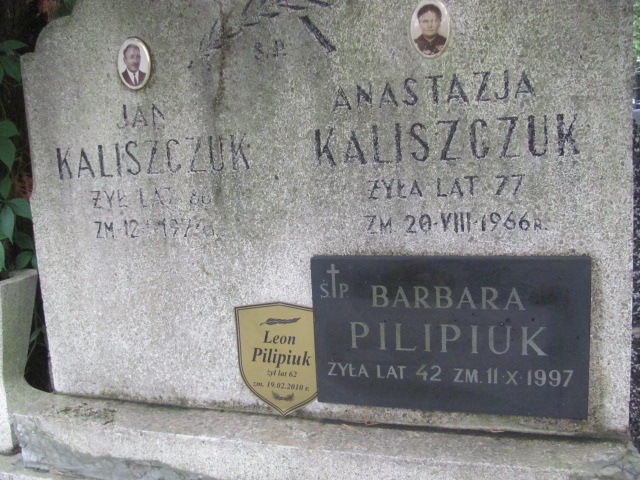 Ś.P.
JAN
KALISZCZUK
ŻYŁ LAT
ZM. 12
ANASTAZJA
KALISZCZUK
ŻYŁA LAT 77
ZM. 20-VIII-1966 R.
Leon
Pilipiuk
żył lat 62
zm. 19.02.2010 r.
Ś P.
BARBARA
PILIPIUK
ŻYŁA LAT 42 ZM. 11-X-1997